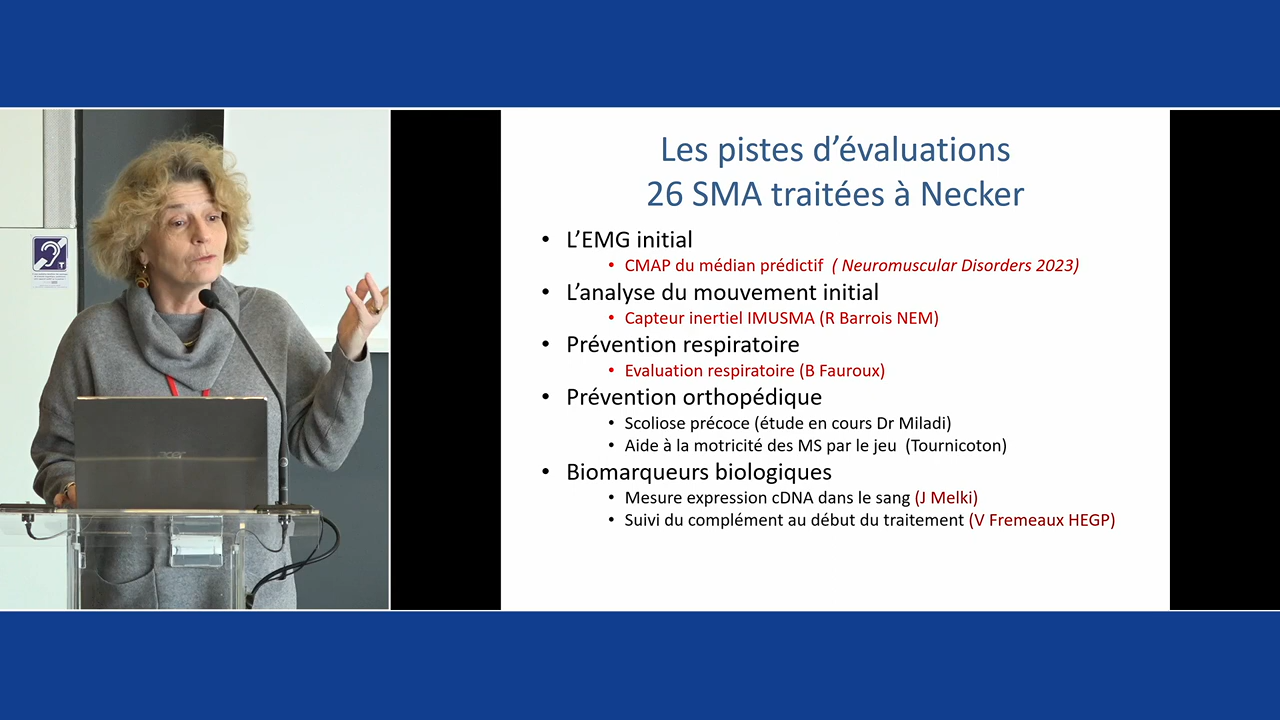 Les pistes d'évaluations
26 SMA traitées à Necker
• L'EMG initial
• CMAP du médian prédictif ( Neuromuscular Disorders 2023)
• L'analyse du mouvement initial
• Capteur inertiel IMUSMA (R Barrois NEM)
• Prévention respiratoire
• Evaluation respiratoire (B Fauroux)
• Prévention orthopédique
• Scoliose précoce (étude en cours Dr Miladi)
• Aide à la motricité des MS par le jeu (Tournicoton)
• Biomarqueurs biologiques
• Mesure expression cDNA dans le sang (J Melki)
• Suivi du complément au début du traitement (V Fremeaux HEGP)
acer